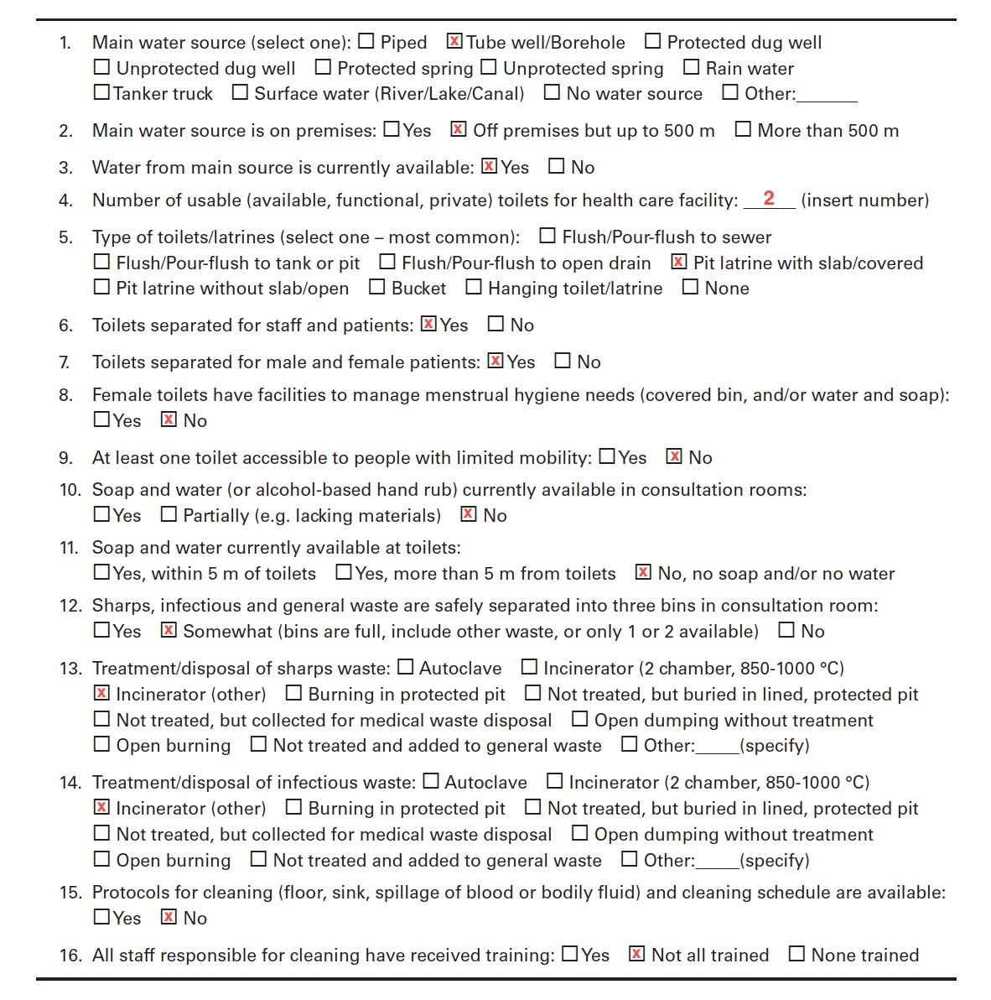 1. Main water source (select one): ☐ Piped ☒ Tube well/Borehole ☐ Protected dug well
☐ Unprotected dug well ☐ Protected spring ☐ Unprotected spring ☐ Rain water
☐ Tanker truck ☐ Surface water (River/Lake/Canal) ☐ No water source ☐ Other:______
2. Main water source is on premises: ☐ Yes ☒ Off premises but up to 500 m ☐ More than 500 m
3. Water from main source is currently available: ☒ Yes ☐ No
4. Number of usable (available, functional, private) toilets for health care facility: __2__ (insert number)
5. Type of toilets/latrines (select one – most common): ☐ Flush/Pour-flush to sewer
☐ Flush/Pour-flush to tank or pit ☐ Flush/Pour-flush to open drain ☒ Pit latrine with slab/covered
☐ Pit latrine without slab/open ☐ Bucket ☐ Hanging toilet/latrine ☐ None
6. Toilets separated for staff and patients: ☒ Yes ☐ No
7. Toilets separated for male and female patients: ☒ Yes ☐ No
8. Female toilets have facilities to manage menstrual hygiene needs (covered bin, and/or water and soap):
☐ Yes ☒ No
9. At least one toilet accessible to people with limited mobility: ☐ Yes ☒ No
10. Soap and water (or alcohol-based hand rub) currently available in consultation rooms:
☐ Yes ☐ Partially (e.g. lacking materials) ☒ No
11. Soap and water currently available at toilets:
☐ Yes, within 5 m of toilets ☐ Yes, more than 5 m from toilets ☒ No, no soap and/or no water
12. Sharps, infectious and general waste are safely separated into three bins in consultation room:
☐ Yes ☒ Somewhat (bins are full, include other waste, or only 1 or 2 available) ☐ No
13. Treatment/disposal of sharps waste: ☐ Autoclave ☐ Incinerator (2 chamber, 850-1000 °C)
☒ Incinerator (other) ☐ Burning in protected pit ☐ Not treated, but buried in lined, protected pit
☐ Not treated, but collected for medical waste disposal ☐ Open dumping without treatment
☐ Open burning ☐ Not treated and added to general waste ☐ Other:_____(specify)
14. Treatment/disposal of infectious waste: ☐ Autoclave ☐ Incinerator (2 chamber, 850-1000 °C)
☒ Incinerator (other) ☐ Burning in protected pit ☐ Not treated, but buried in lined, protected pit
☐ Not treated, but collected for medical waste disposal ☐ Open dumping without treatment
☐ Open burning ☐ Not treated and added to general waste ☐ Other:_____(specify)
15. Protocols for cleaning (floor, sink, spillage of blood or bodily fluid) and cleaning schedule are available:
☐ Yes ☒ No
16. All staff responsible for cleaning have received training: ☐ Yes ☒ Not all trained ☐ None trained